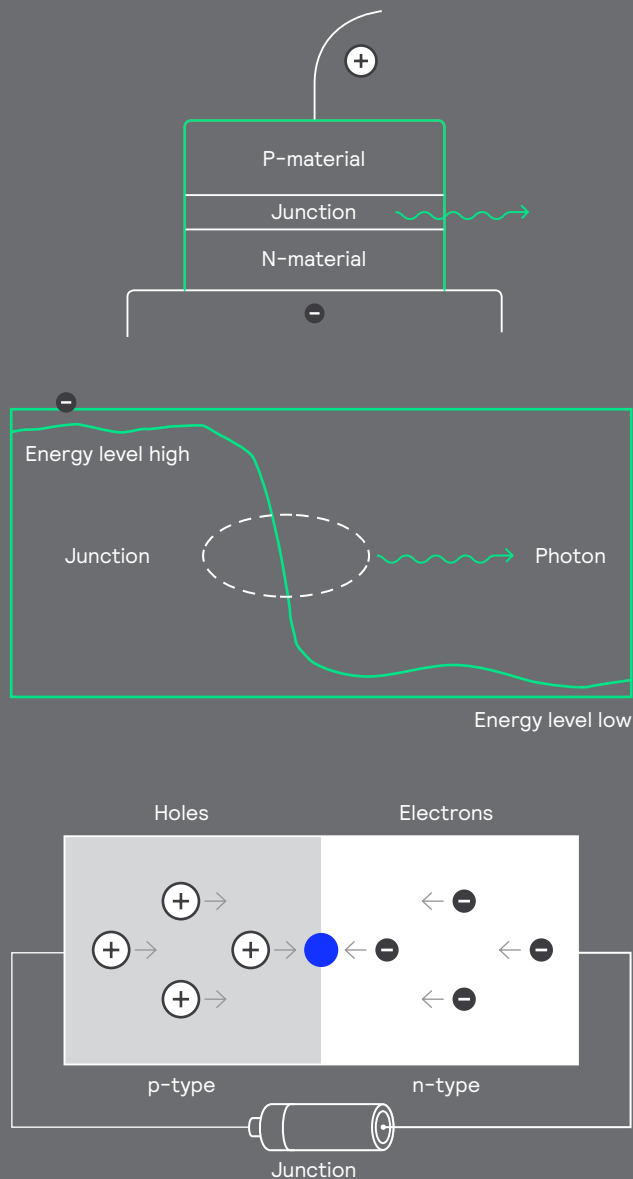 +
P-material
Junction
N-material
−
−
Energy level high
Junction
Photon
Energy level low
Holes
Electrons
+
−
+
+
−
−
+
−
p-type
n-type
Junction